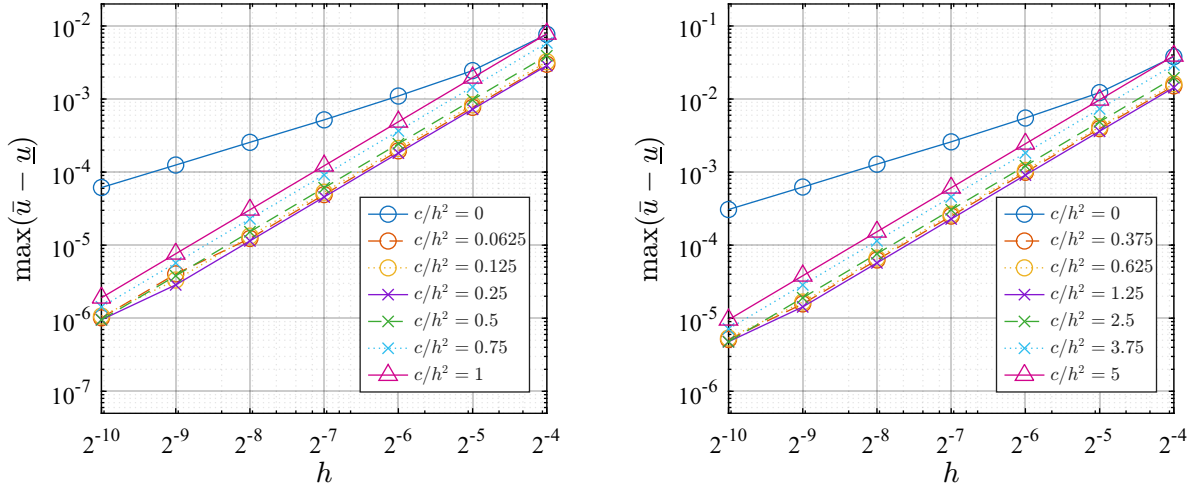 10⁻²
10⁻³
10⁻⁴
10⁻⁵
10⁻⁶
10⁻⁷
max(ū − u̲)
c/h² = 0
c/h² = 0.0625
c/h² = 0.125
c/h² = 0.25
c/h² = 0.5
c/h² = 0.75
c/h² = 1
2⁻¹⁰ 2⁻⁹ 2⁻⁸ 2⁻⁷ 2⁻⁶ 2⁻⁵ 2⁻⁴
h
10⁻¹
10⁻²
10⁻³
10⁻⁴
10⁻⁵
10⁻⁶
max(ū − u̲)
c/h² = 0
c/h² = 0.375
c/h² = 0.625
c/h² = 1.25
c/h² = 2.5
c/h² = 3.75
c/h² = 5
2⁻¹⁰ 2⁻⁹ 2⁻⁸ 2⁻⁷ 2⁻⁶ 2⁻⁵ 2⁻⁴
h